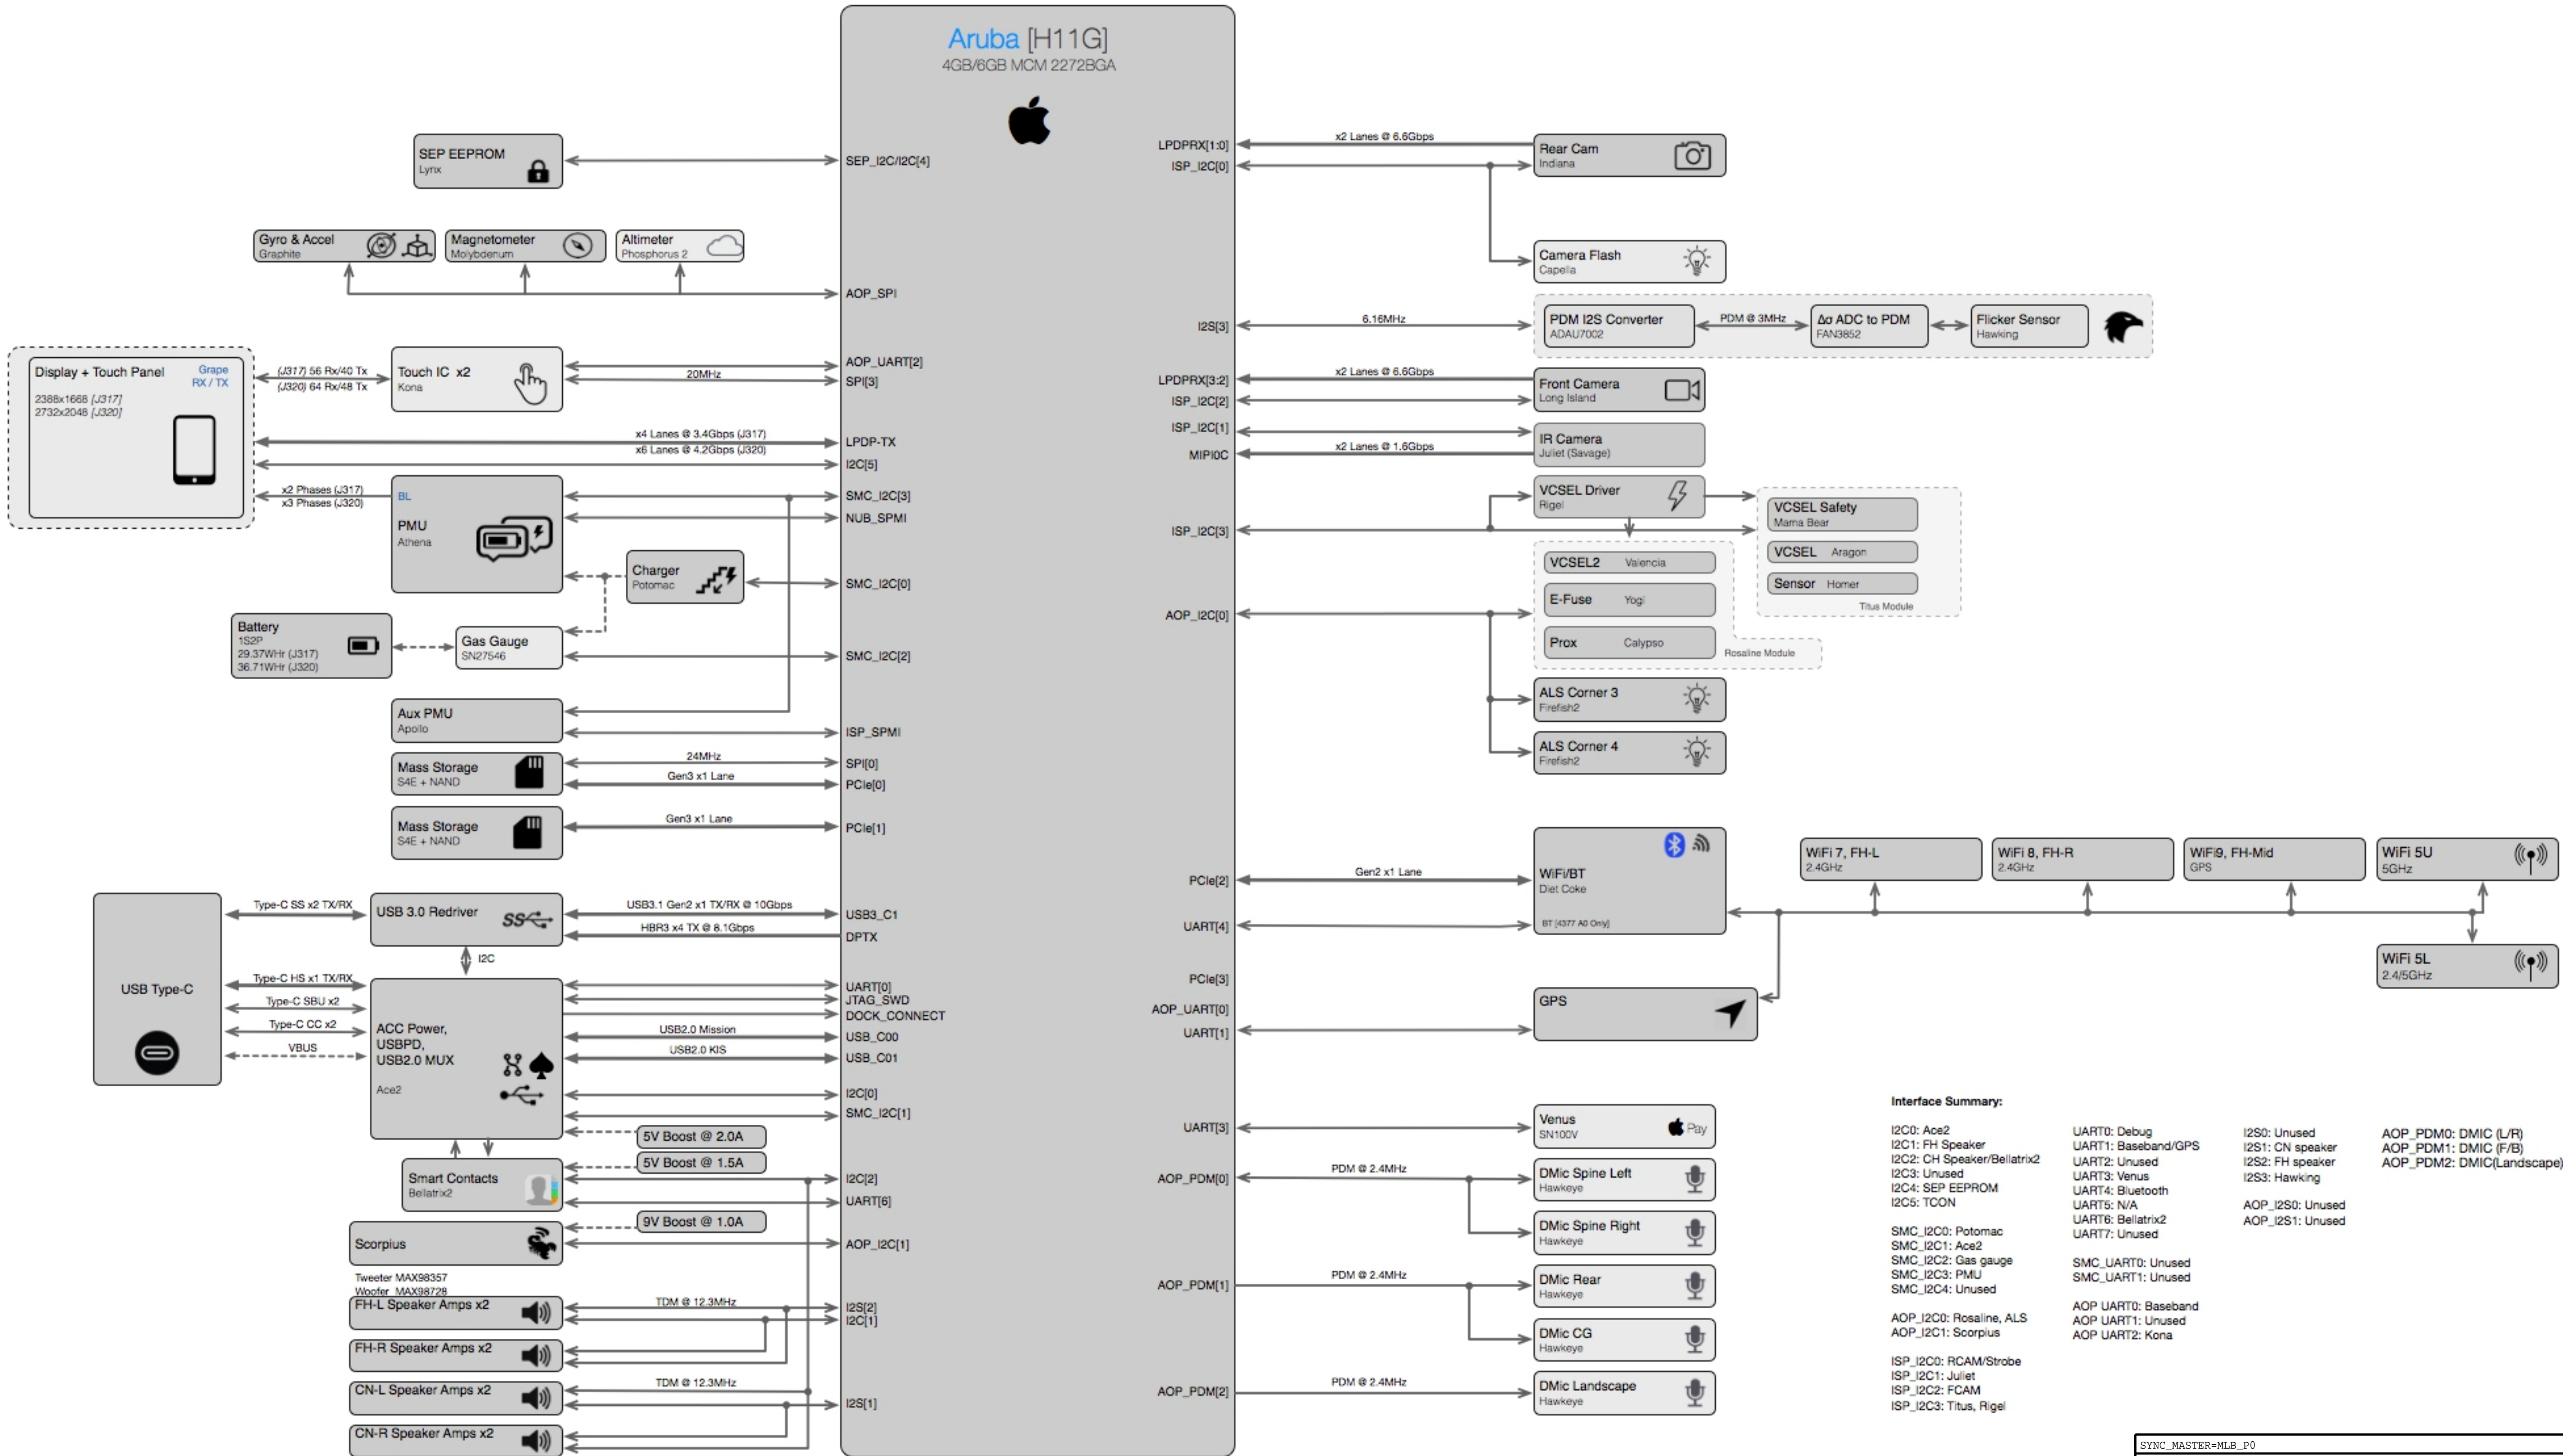 Aruba [H11G]
4GB/6GB MCM 2272BGA
SEP EEPROM
Lynx
SEP_I2C/I2C[4]
Gyro & Accel
Graphite
Magnetometer
Molybdenum
Altimeter
Phosphorus 2
AOP_SPI
Display + Touch Panel
Grape
RX / TX
2388x1668 [J317]
2732x2048 [J320]
(J317) 56 Rx/40 Tx
(J320) 64 Rx/48 Tx
Touch IC x2
Kona
AOP_UART[2]
20MHz
SPI[3]
x4 Lanes @ 3.4Gbps (J317)
x6 Lanes @ 4.2Gbps (J320)
LPDP-TX
I2C[5]
x2 Phases (J317)
x3 Phases (J320)
BL
PMU
Athena
SMC_I2C[3]
NUB_SPMI
Charger
Potomac
SMC_I2C[0]
Battery
1S2P
29.37WHr (J317)
36.71WHr (J320)
Gas Gauge
SN27546
SMC_I2C[2]
Aux PMU
Apollo
ISP_SPMI
Mass Storage
S4E + NAND
24MHz
SPI[0]
Gen3 x1 Lane
PCIe[0]
Mass Storage
S4E + NAND
Gen3 x1 Lane
PCIe[1]
USB Type-C
Type-C SS x2 TX/RX
USB 3.0 Redriver
SS
USB3.1 Gen2 x1 TX/RX @ 10Gbps
USB3_C1
HBR3 x4 TX @ 8.1Gbps
DPTX
I2C
Type-C HS x1 TX/RX
Type-C SBU x2
Type-C CC x2
VBUS
ACC Power,
USBPD,
USB2.0 MUX
Ace2
UART[0]
JTAG_SWD
DOCK_CONNECT
USB2.0 Mission
USB_C00
USB2.0 KIS
USB_C01
I2C[0]
SMC_I2C[1]
5V Boost @ 2.0A
5V Boost @ 1.5A
Smart Contacts
Bellatrix2
I2C[2]
UART[6]
9V Boost @ 1.0A
Scorpius
AOP_I2C[1]
Tweeter MAX98357
Woofer MAX98728
FH-L Speaker Amps x2
TDM @ 12.3MHz
I2S[2]
I2C[1]
FH-R Speaker Amps x2
CN-L Speaker Amps x2
TDM @ 12.3MHz
I2S[1]
CN-R Speaker Amps x2
LPDPRX[1:0]
x2 Lanes @ 6.6Gbps
ISP_I2C[0]
Rear Cam
Indiana
Camera Flash
Capella
I2S[3]
6.16MHz
PDM I2S Converter
ADAU7002
PDM @ 3MHz
Δσ ADC to PDM
FAN3852
Flicker Sensor
Hawking
LPDPRX[3:2]
x2 Lanes @ 6.6Gbps
ISP_I2C[2]
Front Camera
Long Island
ISP_I2C[1]
MIPI0C
x2 Lanes @ 1.6Gbps
IR Camera
Juliet (Savage)
VCSEL Driver
Rigel
ISP_I2C[3]
VCSEL Safety
Mama Bear
VCSEL Aragon
Sensor Homer
Titus Module
VCSEL2 Valencia
E-Fuse Yogi
Prox Calypso
Rosaline Module
AOP_I2C[0]
ALS Corner 3
Firefish2
ALS Corner 4
Firefish2
PCIe[2]
Gen2 x1 Lane
UART[4]
WiFi/BT
Diet Coke
BT [4377 A0 Only]
WiFi 7, FH-L
2.4GHz
WiFi 8, FH-R
2.4GHz
WiFi9, FH-Mid
GPS
WiFi 5U
5GHz
WiFi 5L
2.4/5GHz
PCIe[3]
AOP_UART[0]
UART[1]
GPS
UART[3]
Venus
SN100V
Pay
AOP_PDM[0]
PDM @ 2.4MHz
DMic Spine Left
Hawkeye
DMic Spine Right
Hawkeye
AOP_PDM[1]
PDM @ 2.4MHz
DMic Rear
Hawkeye
DMic CG
Hawkeye
AOP_PDM[2]
PDM @ 2.4MHz
DMic Landscape
Hawkeye
Interface Summary:
I2C0: Ace2
I2C1: FH Speaker
I2C2: CH Speaker/Bellatrix2
I2C3: Unused
I2C4: SEP EEPROM
I2C5: TCON
SMC_I2C0: Potomac
SMC_I2C1: Ace2
SMC_I2C2: Gas gauge
SMC_I2C3: PMU
SMC_I2C4: Unused
AOP_I2C0: Rosaline, ALS
AOP_I2C1: Scorpius
ISP_I2C0: RCAM/Strobe
ISP_I2C1: Juliet
ISP_I2C2: FCAM
ISP_I2C3: Titus, Rigel
UART0: Debug
UART1: Baseband/GPS
UART2: Unused
UART3: Venus
UART4: Bluetooth
UART5: N/A
UART6: Bellatrix2
UART7: Unused
SMC_UART0: Unused
SMC_UART1: Unused
AOP UART0: Baseband
AOP UART1: Unused
AOP UART2: Kona
I2S0: Unused
I2S1: CN speaker
I2S2: FH speaker
I2S3: Hawking
AOP_I2S0: Unused
AOP_I2S1: Unused
AOP_PDM0: DMIC (L/R)
AOP_PDM1: DMIC (F/B)
AOP_PDM2: DMIC(Landscape)
SYNC_MASTER=MLB_P0